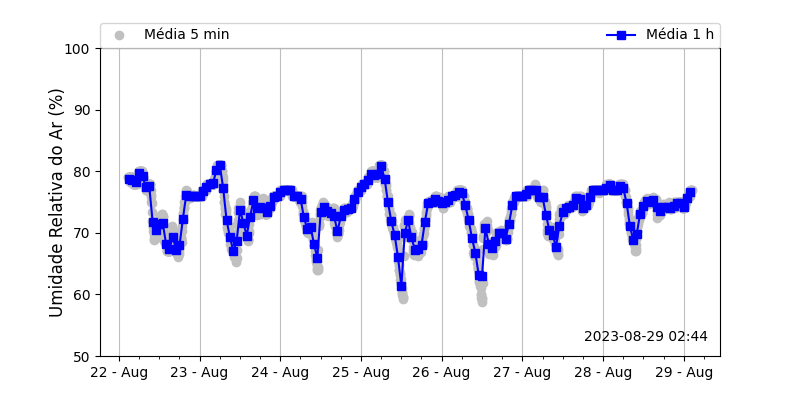 Média 5 min
Média 1 h
100
90
80
70
60
50
Umidade Relativa do Ar (%)
2023-08-29 02:44
22 - Aug
23 - Aug
24 - Aug
25 - Aug
26 - Aug
27 - Aug
28 - Aug
29 - Aug